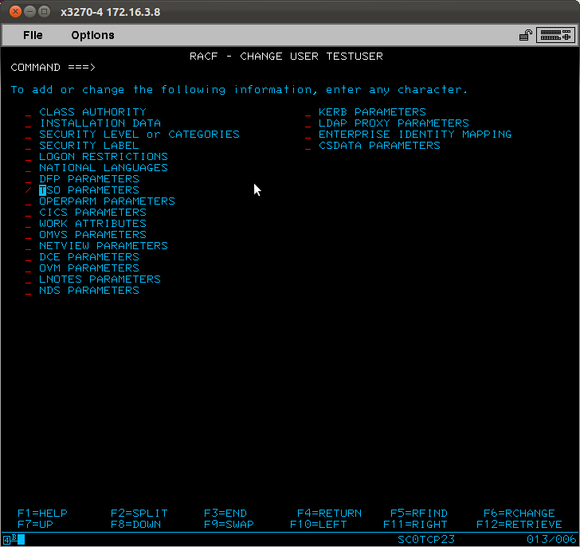 x3270-4 172.16.3.8
File Options
RACF - CHANGE USER TESTUSER
COMMAND ===>
To add or change the following information, enter any character.
_ CLASS AUTHORITY _ KERB PARAMETERS
_ INSTALLATION DATA _ LDAP PROXY PARAMETERS
_ SECURITY LEVEL or CATEGORIES _ ENTERPRISE IDENTITY MAPPING
_ SECURITY LABEL _ CSDATA PARAMETERS
_ LOGON RESTRICTIONS
_ NATIONAL LANGUAGES
_ DFP PARAMETERS
/ TSO PARAMETERS
_ OPERPARM PARAMETERS
_ CICS PARAMETERS
_ WORK ATTRIBUTES
_ OMVS PARAMETERS
_ NETVIEW PARAMETERS
_ DCE PARAMETERS
_ OVM PARAMETERS
_ LNOTES PARAMETERS
_ NDS PARAMETERS
F1=HELP F2=SPLIT F3=END F4=RETURN F5=RFIND F6=RCHANGE
F7=UP F8=DOWN F9=SWAP F10=LEFT F11=RIGHT F12=RETRIEVE
4B SC0TCP23 013/006